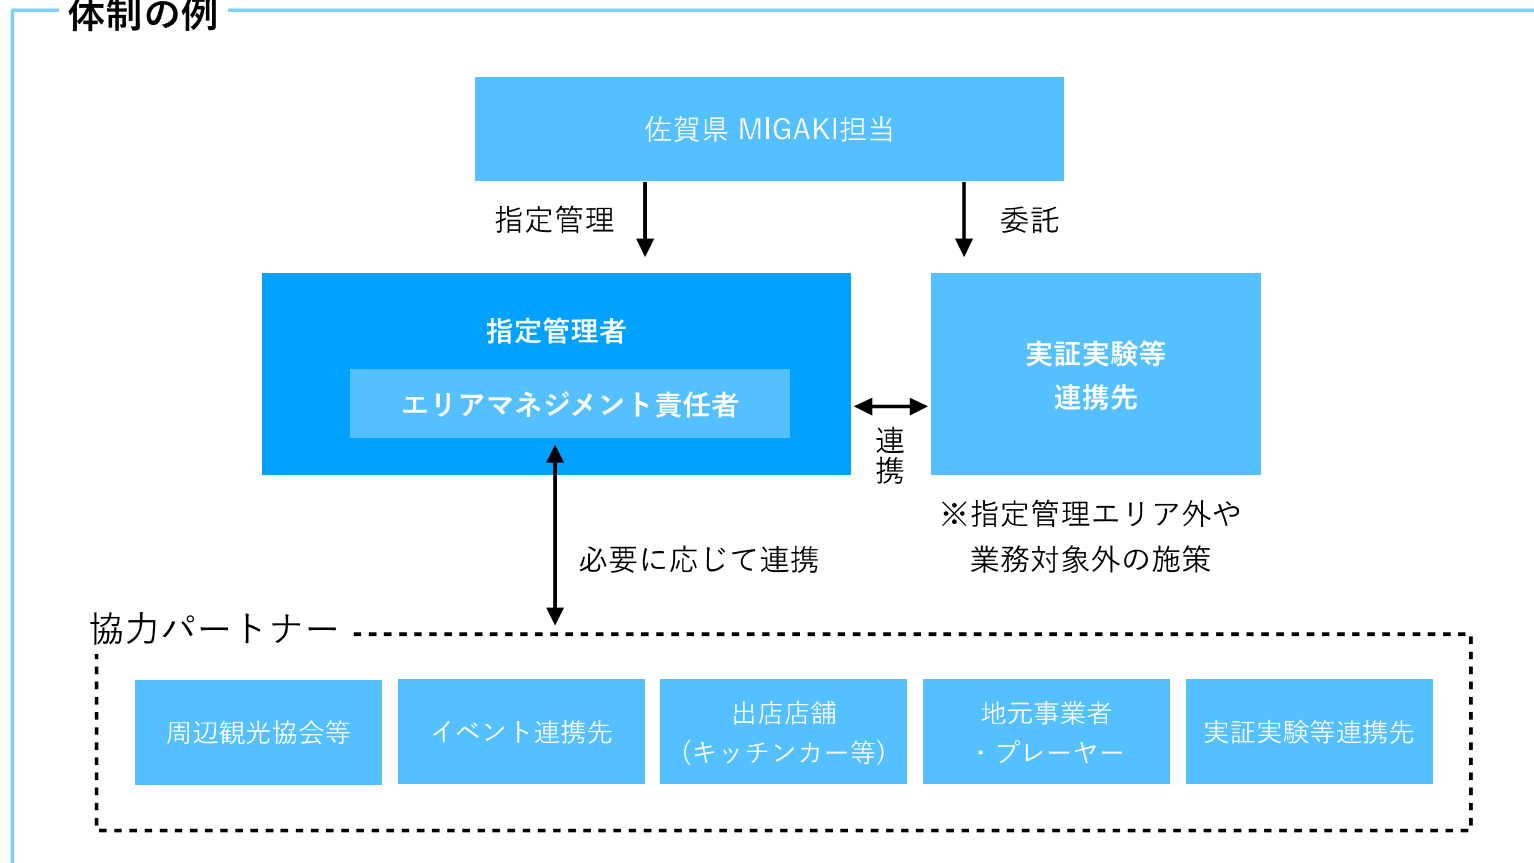 体制の例
佐賀県 MIGAKI担当
指定管理
委託
指定管理者
エリアマネジメント責任者
実証実験等
連携先
連携
※指定管理エリア外や
業務対象外の施策
必要に応じて連携
協力パートナー
周辺観光協会等
イベント連携先
出店店舗
（キッチンカー等）
地元事業者
・プレーヤー
実証実験等連携先